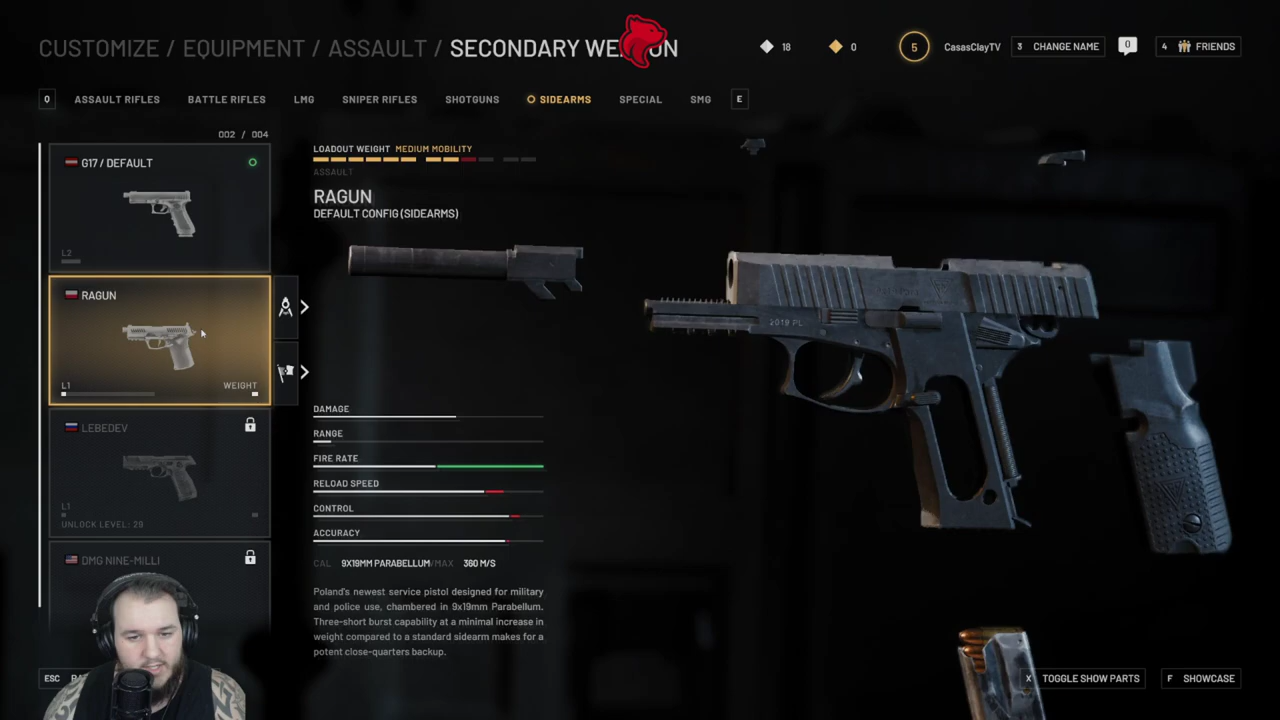 CUSTOMIZE / EQUIPMENT / ASSAULT / SECONDARY WE N
18
0
5
CasasClayTV
3 CHANGE NAME
0
4 FRIENDS
Q ASSAULT RIFLES BATTLE RIFLES LMG SNIPER RIFLES SHOTGUNS SIDEARMS SPECIAL SMG E
002 / 004
G17 / DEFAULT
L2
RAGUN
L1 WEIGHT
LEBEDEV
L1
UNLOCK LEVEL: 29
DMG NINE-MILLI
ESC
LOADOUT WEIGHT MEDIUM MOBILITY
ASSAULT
RAGUN
DEFAULT CONFIG (SIDEARMS)
DAMAGE
RANGE
FIRE RATE
RELOAD SPEED
CONTROL
ACCURACY
CAL 9X19MM PARABELLUM/MAX 360 M/S
Poland's newest service pistol designed for military
and police use, chambered in 9x19mm Parabellum.
Three-short burst capability at a minimal increase in
weight compared to a standard sidearm makes for a
potent close-quarters backup.
2019 PL
X TOGGLE SHOW PARTS
F SHOWCASE